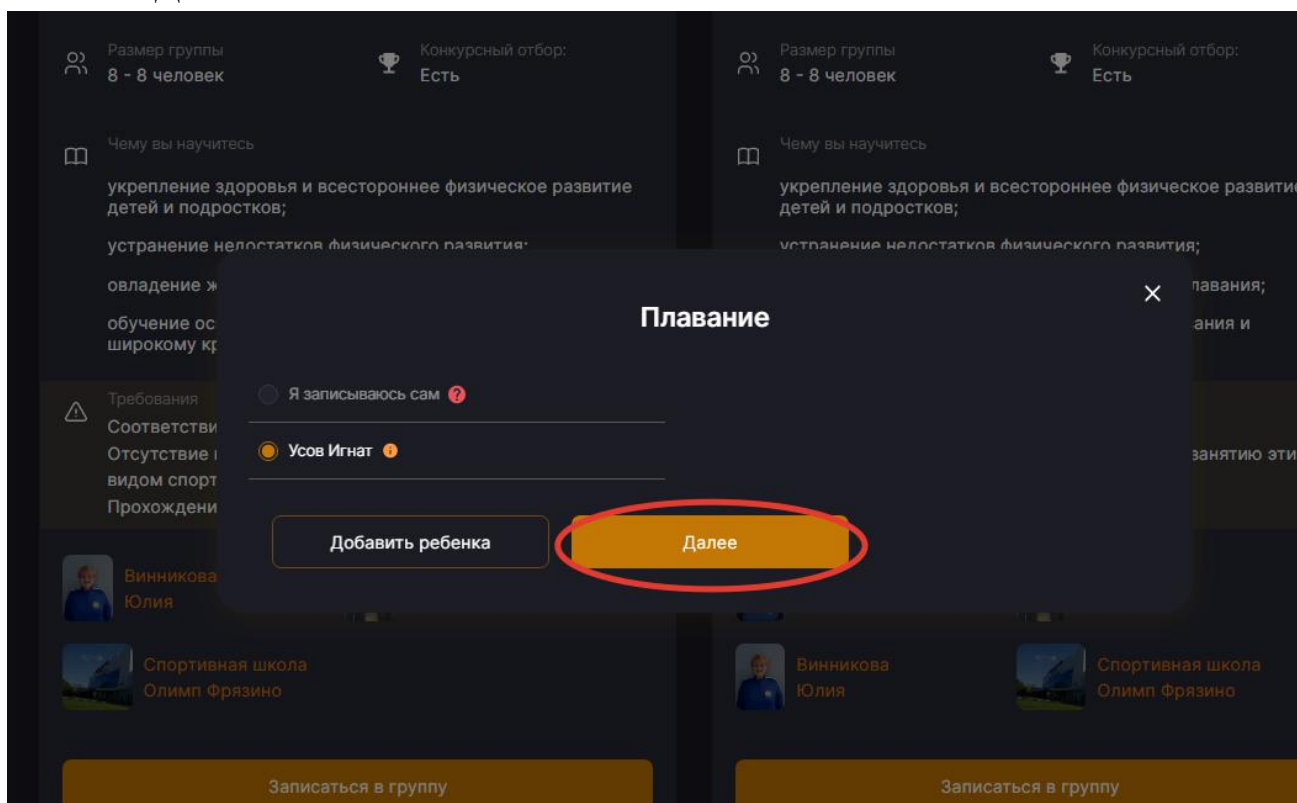 Размер группы
8 - 8 человек
Конкурсный отбор:
Есть
Чему вы научитесь
укрепление здоровья и всестороннее физическое развитие
детей и подростков;
устранение недостатков физического развития;
овладение ж
обучение ос
широкому кр
Требования
Соответстви
Отсутствие
видом спорт
Прохождени
Винникова
Юлия
Спортивная школа
Олимп Фрязино
Записаться в группу
Размер группы
8 - 8 человек
Конкурсный отбор:
Есть
Чему вы научитесь
укрепление здоровья и всестороннее физическое развитие
детей и подростков;
устранение недостатков физического развития;
лавания;
ания и
занятию эти
Винникова
Юлия
Спортивная школа
Олимп Фрязино
Записаться в группу
Плавание
Я записываюсь сам ?
Усов Игнат
Добавить ребенка
Далее